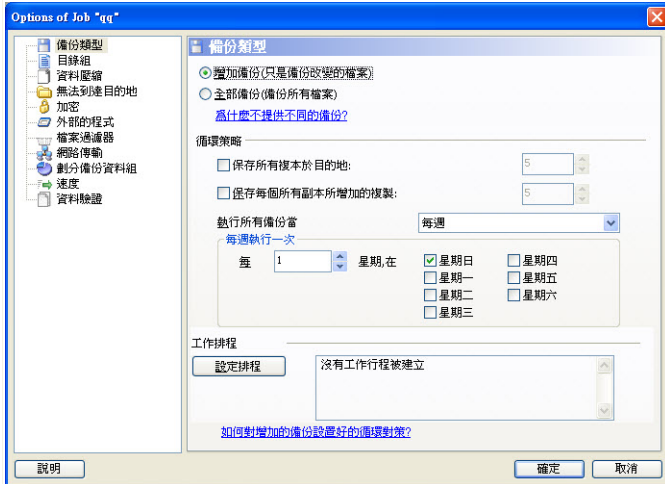 Options of Job "qq"
備份類型
目錄組
資料壓縮
無法到達目的地
加密
外部的程式
檔案過濾器
網路傳輸
劃分備份資料組
速度
資料驗證
備份類型
增加備份(只是備份改變的檔案)
全部備份(備份所有檔案)
爲什麼不提供不同的備份?
循環策略
保存所有複本於目的地:
5
保存每個所有副本所增加的複製:
5
執行所有備份當
每週
每週執行一次
每
1
星期,在
星期日
星期四
星期一
星期五
星期二
星期六
星期三
工作排程
設定排程
沒有工作行程被建立
如何對增加的備份設置好的循環對策?
說明
確定
取消